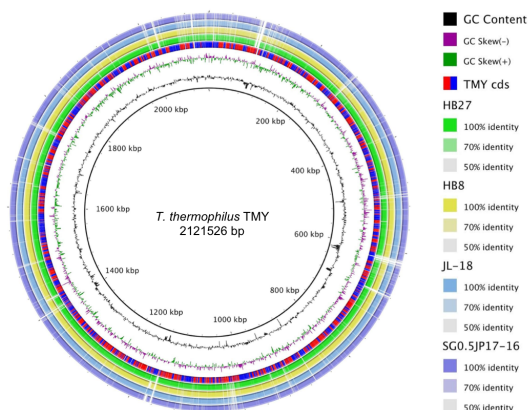 2000 kbp
200 kbp
1800 kbp
400 kbp
1600 kbp
T. thermophilus TMY
2121526 bp
600 kbp
1400 kbp
800 kbp
1200 kbp
1000 kbp
GC Content
GC Skew(-)
GC Skew(+)
TMY cds
HB27
100% identity
70% identity
50% identity
HB8
100% identity
70% identity
50% identity
JL-18
100% identity
70% identity
50% identity
SG0.5JP17-16
100% identity
70% identity
50% identity